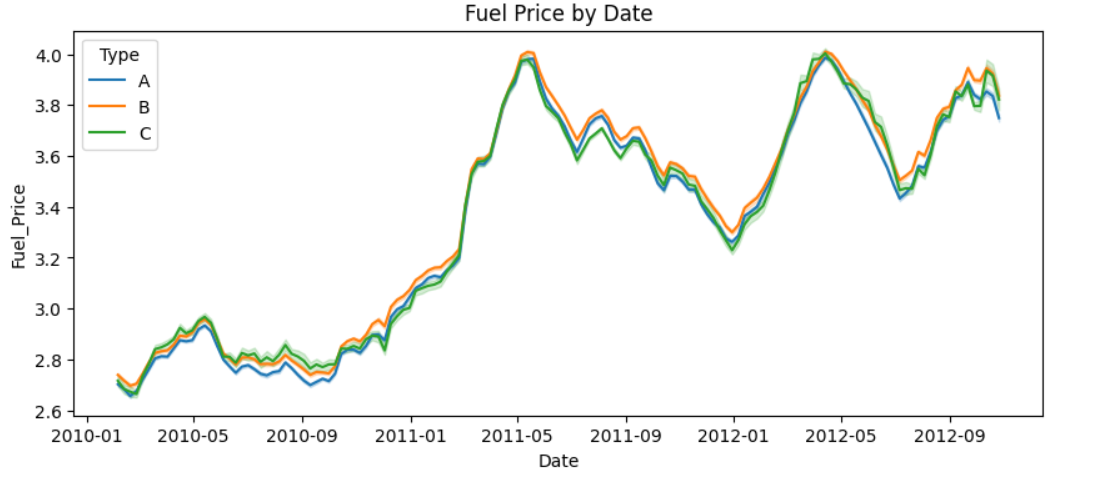 Fuel Price by Date
Type
A
B
C
Fuel_Price
4.0
3.8
3.6
3.4
3.2
3.0
2.8
2.6
2010-01 2010-05 2010-09 2011-01 2011-05 2011-09 2012-01 2012-05 2012-09
Date